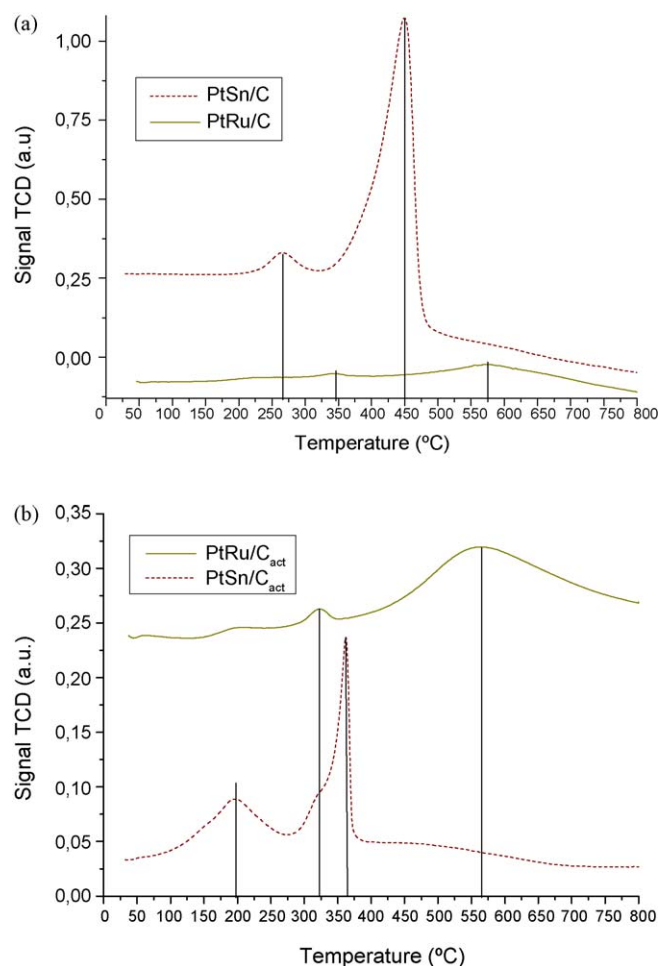 (a)
1,00
0,75
0,50
0,25
0,00
Signal TCD (a.u)
PtSn/C
PtRu/C
0 50 100 150 200 250 300 350 400 450 500 550 600 650 700 750 800
Temperature (ºC)
(b)
0,35
0,30
0,25
0,20
0,15
0,10
0,05
0,00
Signal TCD (a.u.)
PtRu/Cact
PtSn/Cact
0 50 100 150 200 250 300 350 400 450 500 550 600 650 700 750 800
Temperature (ºC)